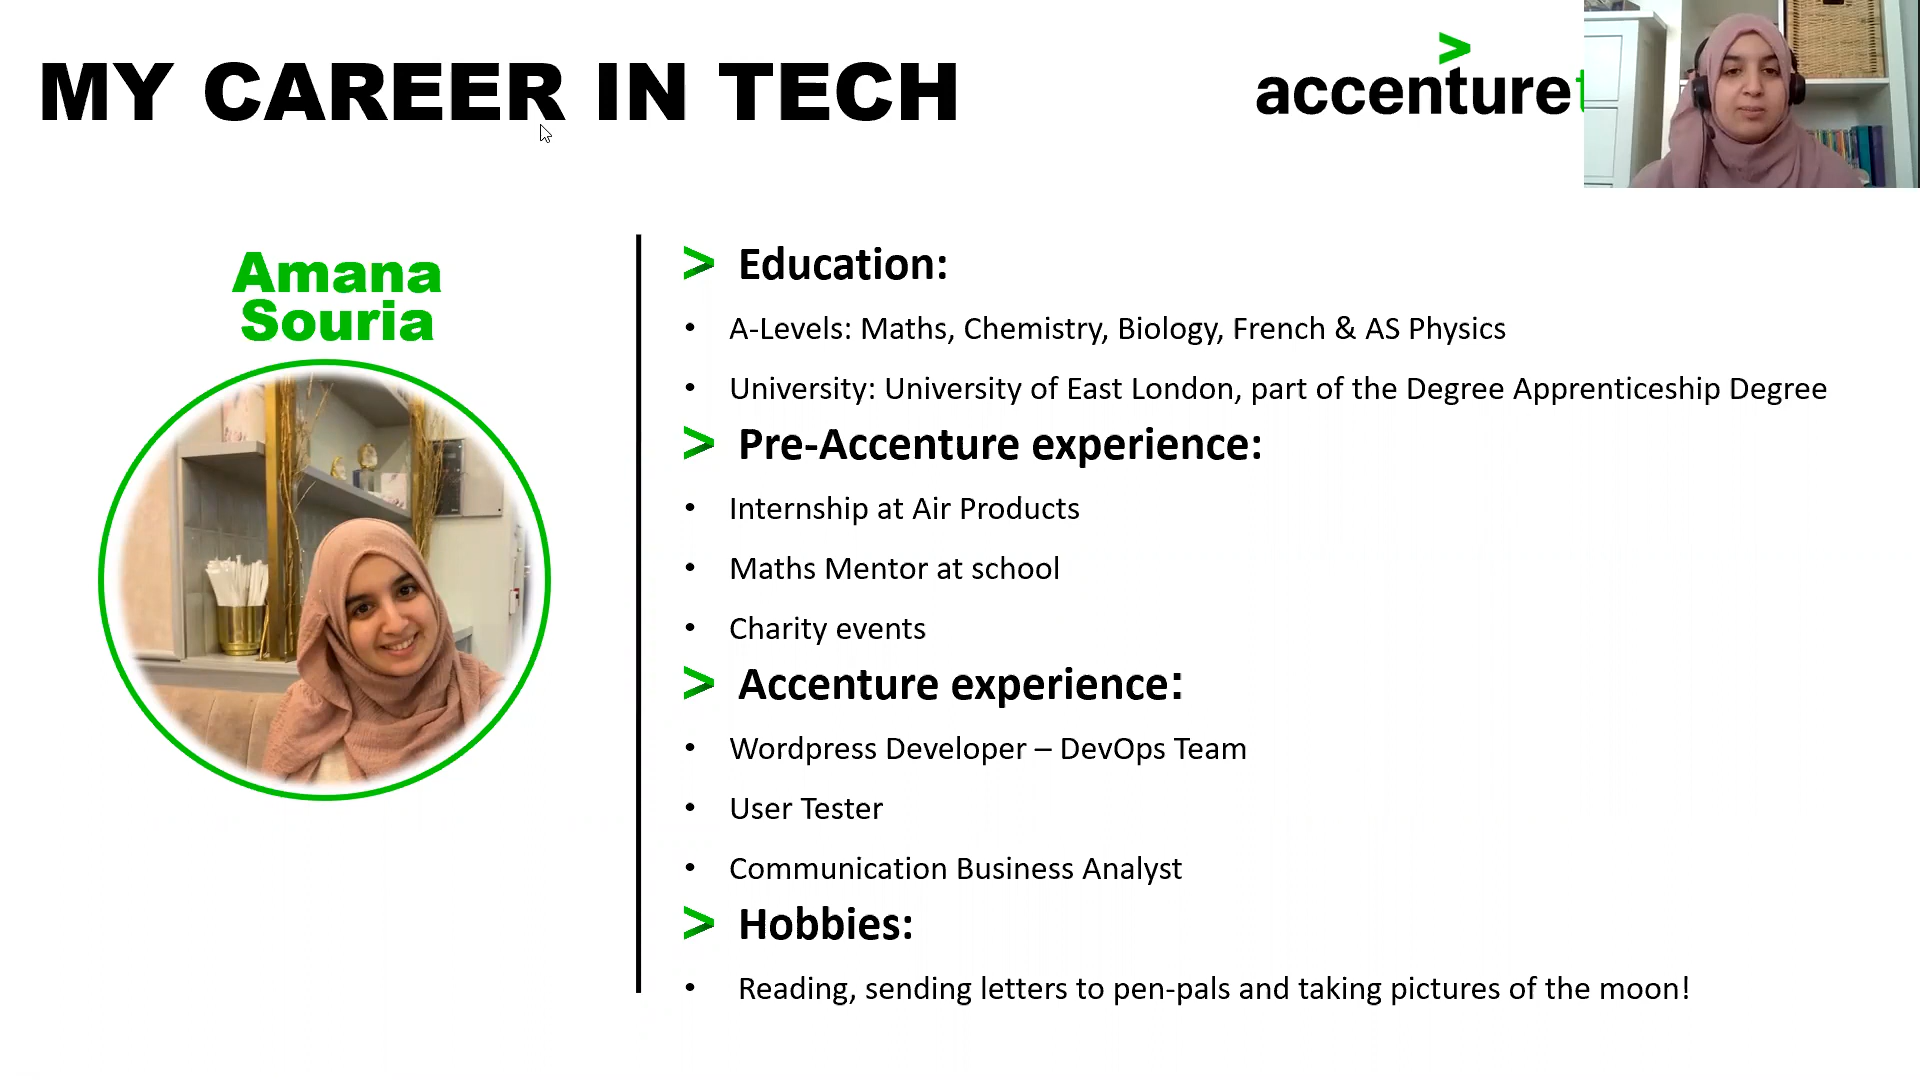 MY CAREER IN TECH
accenture
Amana
Souria
> Education:
• A-Levels: Maths, Chemistry, Biology, French & AS Physics
• University: University of East London, part of the Degree Apprenticeship Degree
> Pre-Accenture experience:
• Internship at Air Products
• Maths Mentor at school
• Charity events
> Accenture experience:
• Wordpress Developer – DevOps Team
• User Tester
• Communication Business Analyst
> Hobbies:
• Reading, sending letters to pen-pals and taking pictures of the moon!